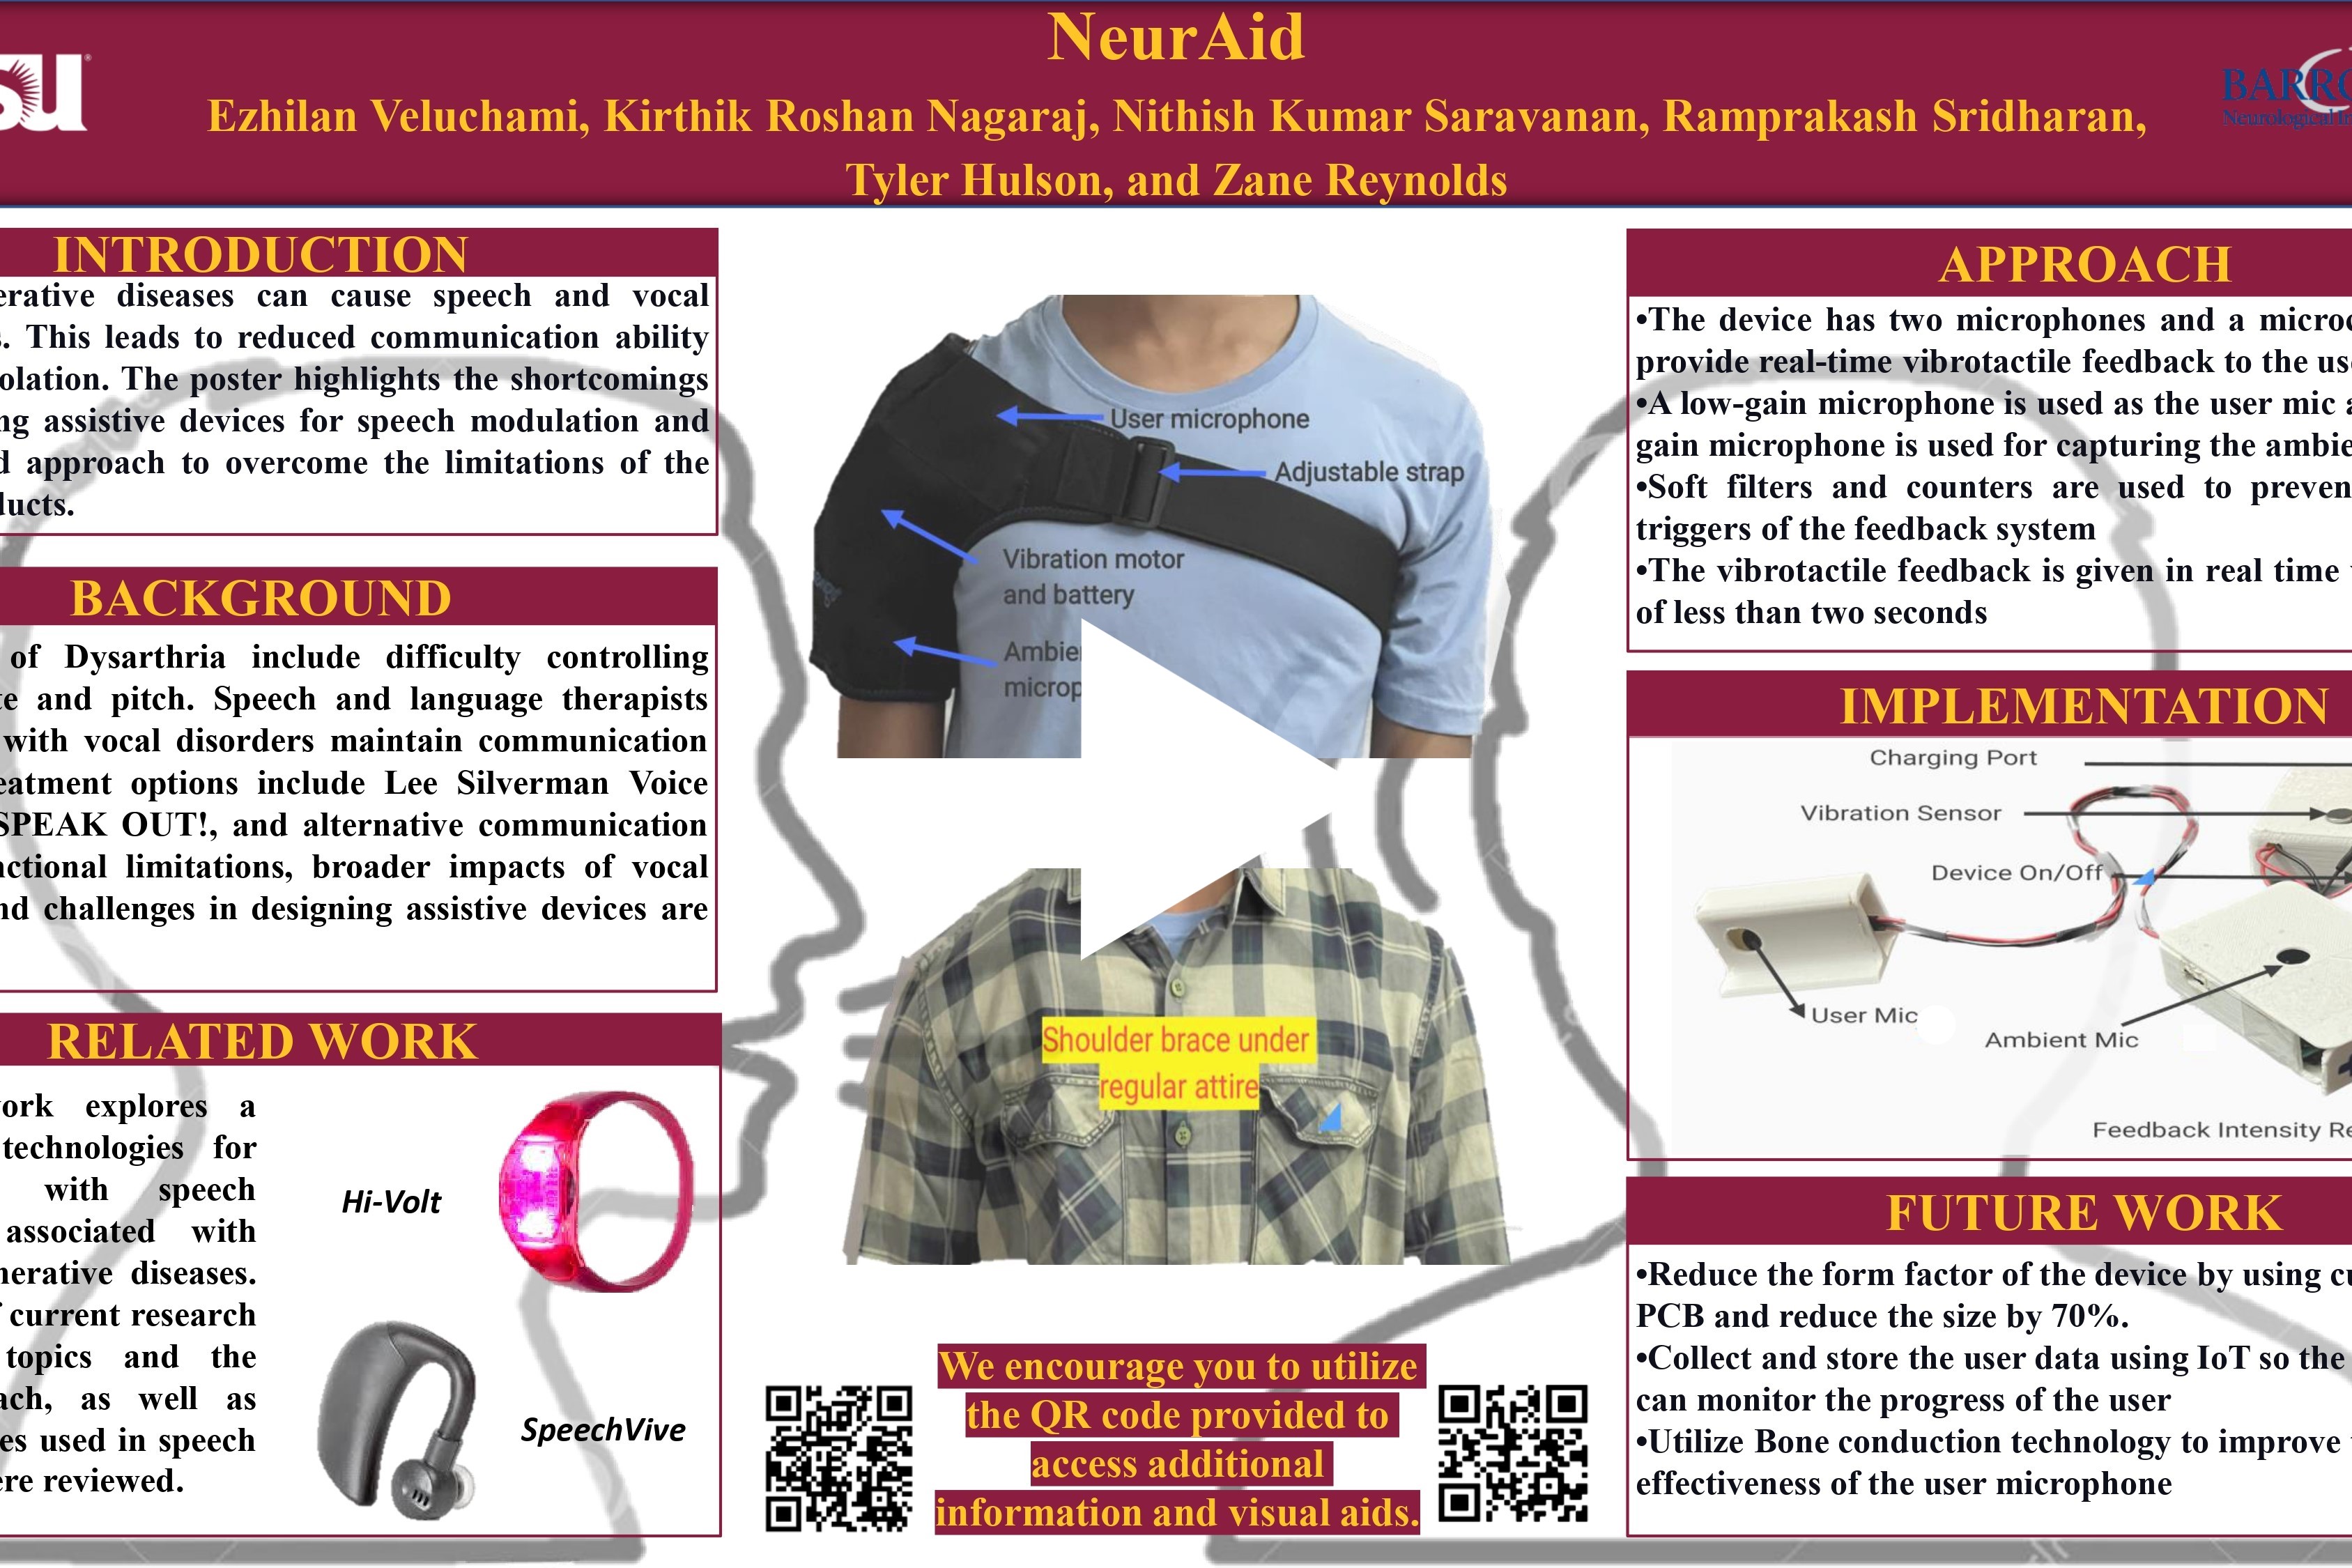 NeurAid
Ezhilan Veluchami, Kirthik Roshan Nagaraj, Nithish Kumar Saravanan, Ramprakash Sridharan,
Tyler Hulson, and Zane Reynolds
su
BARRO
Neurological In
INTRODUCTION
erative diseases can cause speech and vocal
s. This leads to reduced communication ability
olation. The poster highlights the shortcomings
ng assistive devices for speech modulation and
d approach to overcome the limitations of the
ducts.
BACKGROUND
of Dysarthria include difficulty controlling
te and pitch. Speech and language therapists
with vocal disorders maintain communication
eatment options include Lee Silverman Voice
SPEAK OUT!, and alternative communication
nctional limitations, broader impacts of vocal
nd challenges in designing assistive devices are
RELATED WORK
ork explores a
technologies for
with speech
associated with
nerative diseases.
f current research
topics and the
ach, as well as
es used in speech
ere reviewed.
Hi-Volt
SpeechVive
User microphone
Adjustable strap
Vibration motor
and battery
Ambie
microp
Shoulder brace under
regular attire
We encourage you to utilize
the QR code provided to
access additional
information and visual aids.
APPROACH
•The device has two microphones and a microc
provide real-time vibrotactile feedback to the us
•A low-gain microphone is used as the user mic a
gain microphone is used for capturing the ambie
•Soft filters and counters are used to preven
triggers of the feedback system
•The vibrotactile feedback is given in real time
of less than two seconds
IMPLEMENTATION
Charging Port
Vibration Sensor
Device On/Off
User Mic
Ambient Mic
Feedback Intensity Re
FUTURE WORK
•Reduce the form factor of the device by using cu
PCB and reduce the size by 70%.
•Collect and store the user data using IoT so the
can monitor the progress of the user
•Utilize Bone conduction technology to improve
effectiveness of the user microphone